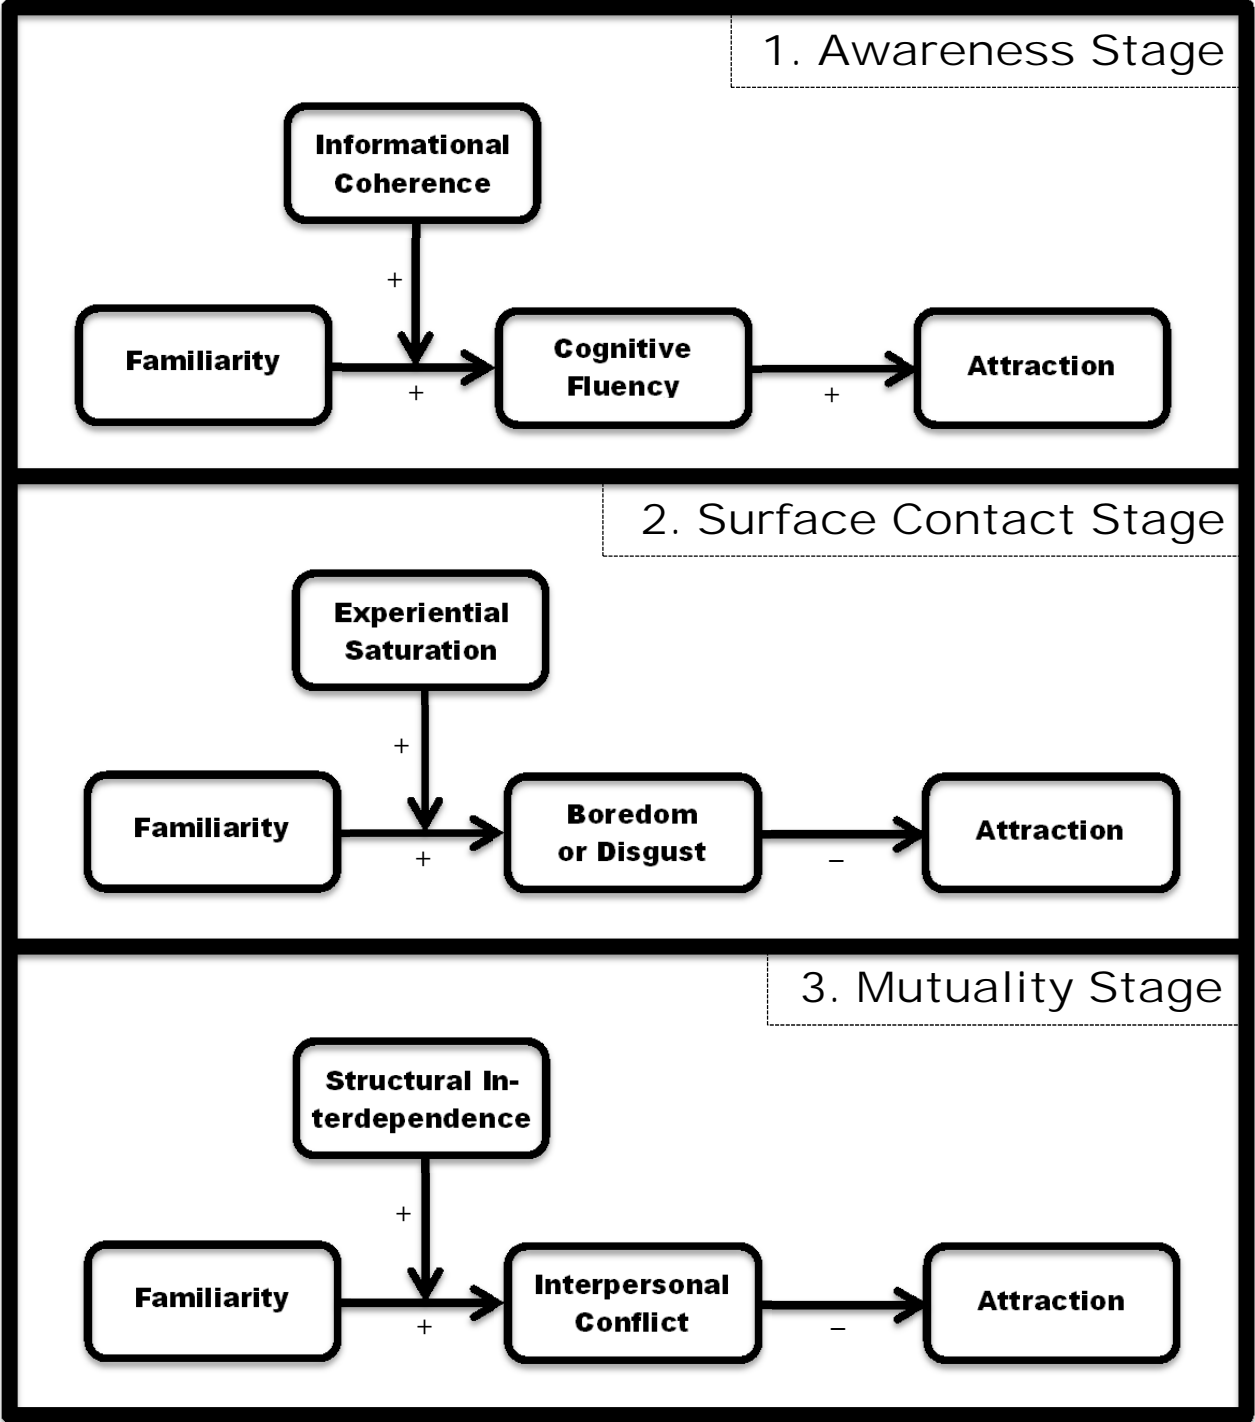 1. Awareness Stage
Informational
Coherence
+
Familiarity
+
Cognitive
Fluency
+
Attraction
2. Surface Contact Stage
Experiential
Saturation
+
Familiarity
+
Boredom
or Disgust
–
Attraction
3. Mutuality Stage
Structural In-
terdependence
+
Familiarity
+
Interpersonal
Conflict
–
Attraction